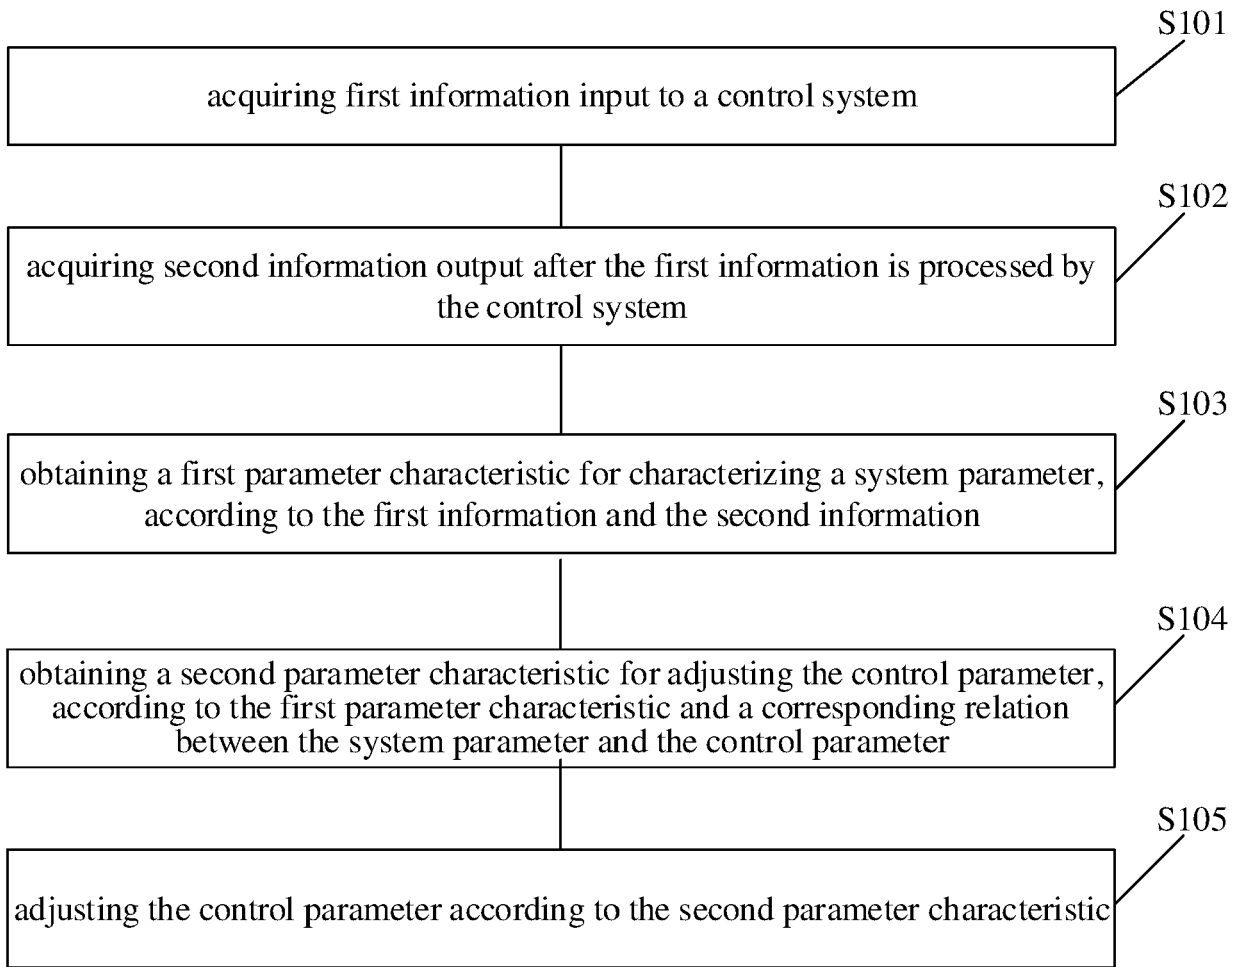 S101
acquiring first information input to a control system
S102
acquiring second information output after the first information is processed by
the control system
S103
obtaining a first parameter characteristic for characterizing a system parameter,
according to the first information and the second information
S104
obtaining a second parameter characteristic for adjusting the control parameter,
according to the first parameter characteristic and a corresponding relation
between the system parameter and the control parameter
S105
adjusting the control parameter according to the second parameter characteristic